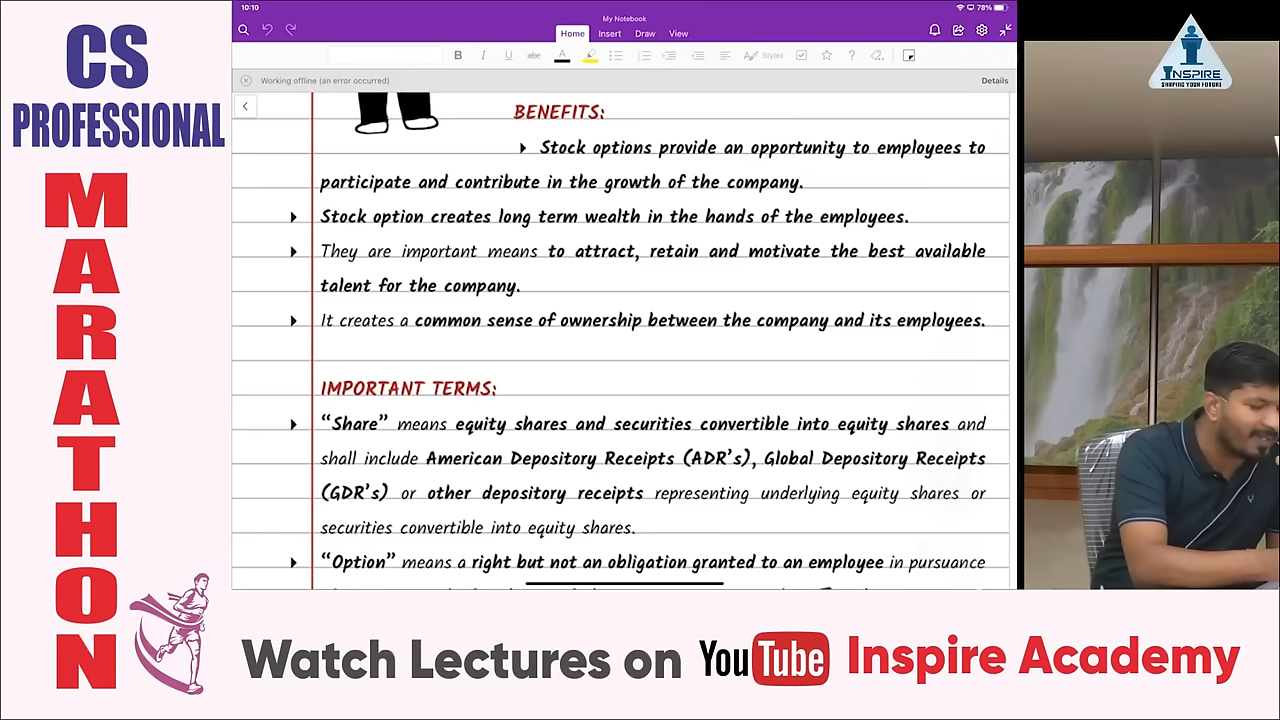 CS
PROFESSIONAL
MARATHON
10:10
78%
My Notebook
Home Insert Draw View
B I U abc Styles
Working offline (an error occurred)
Details
BENEFITS:
Stock options provide an opportunity to employees to
participate and contribute in the growth of the company.
Stock option creates long term wealth in the hands of the employees.
They are important means to attract, retain and motivate the best available
talent for the company.
It creates a common sense of ownership between the company and its employees.
IMPORTANT TERMS:
“Share” means equity shares and securities convertible into equity shares and
shall include American Depository Receipts (ADR's), Global Depository Receipts
(GDR's) or other depository receipts representing underlying equity shares or
securities convertible into equity shares.
“Option” means a right but not an obligation granted to an employee in pursuance
INSPIRE
SHAPING YOUR FUTURE
Watch Lectures on YouTube Inspire Academy